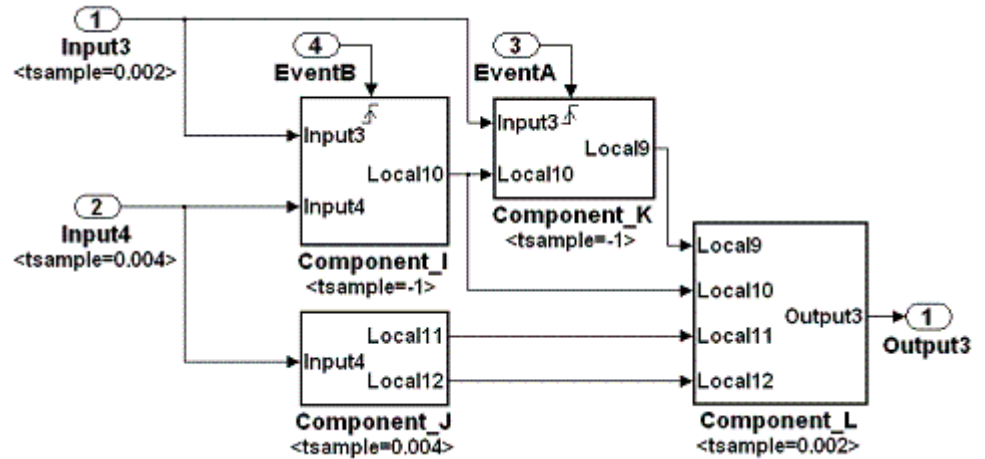 1
Input3
<tsample=0.002>
4
EventB
3
EventA
Input3
Local10
Input4
Component_I
<tsample=-1>
Input3
Local9
Local10
Component_K
<tsample=-1>
2
Input4
<tsample=0.004>
Local11
Input4
Local12
Component_J
<tsample=0.004>
Local9
Local10
Output3
Local11
Local12
Component_L
<tsample=0.002>
1
Output3